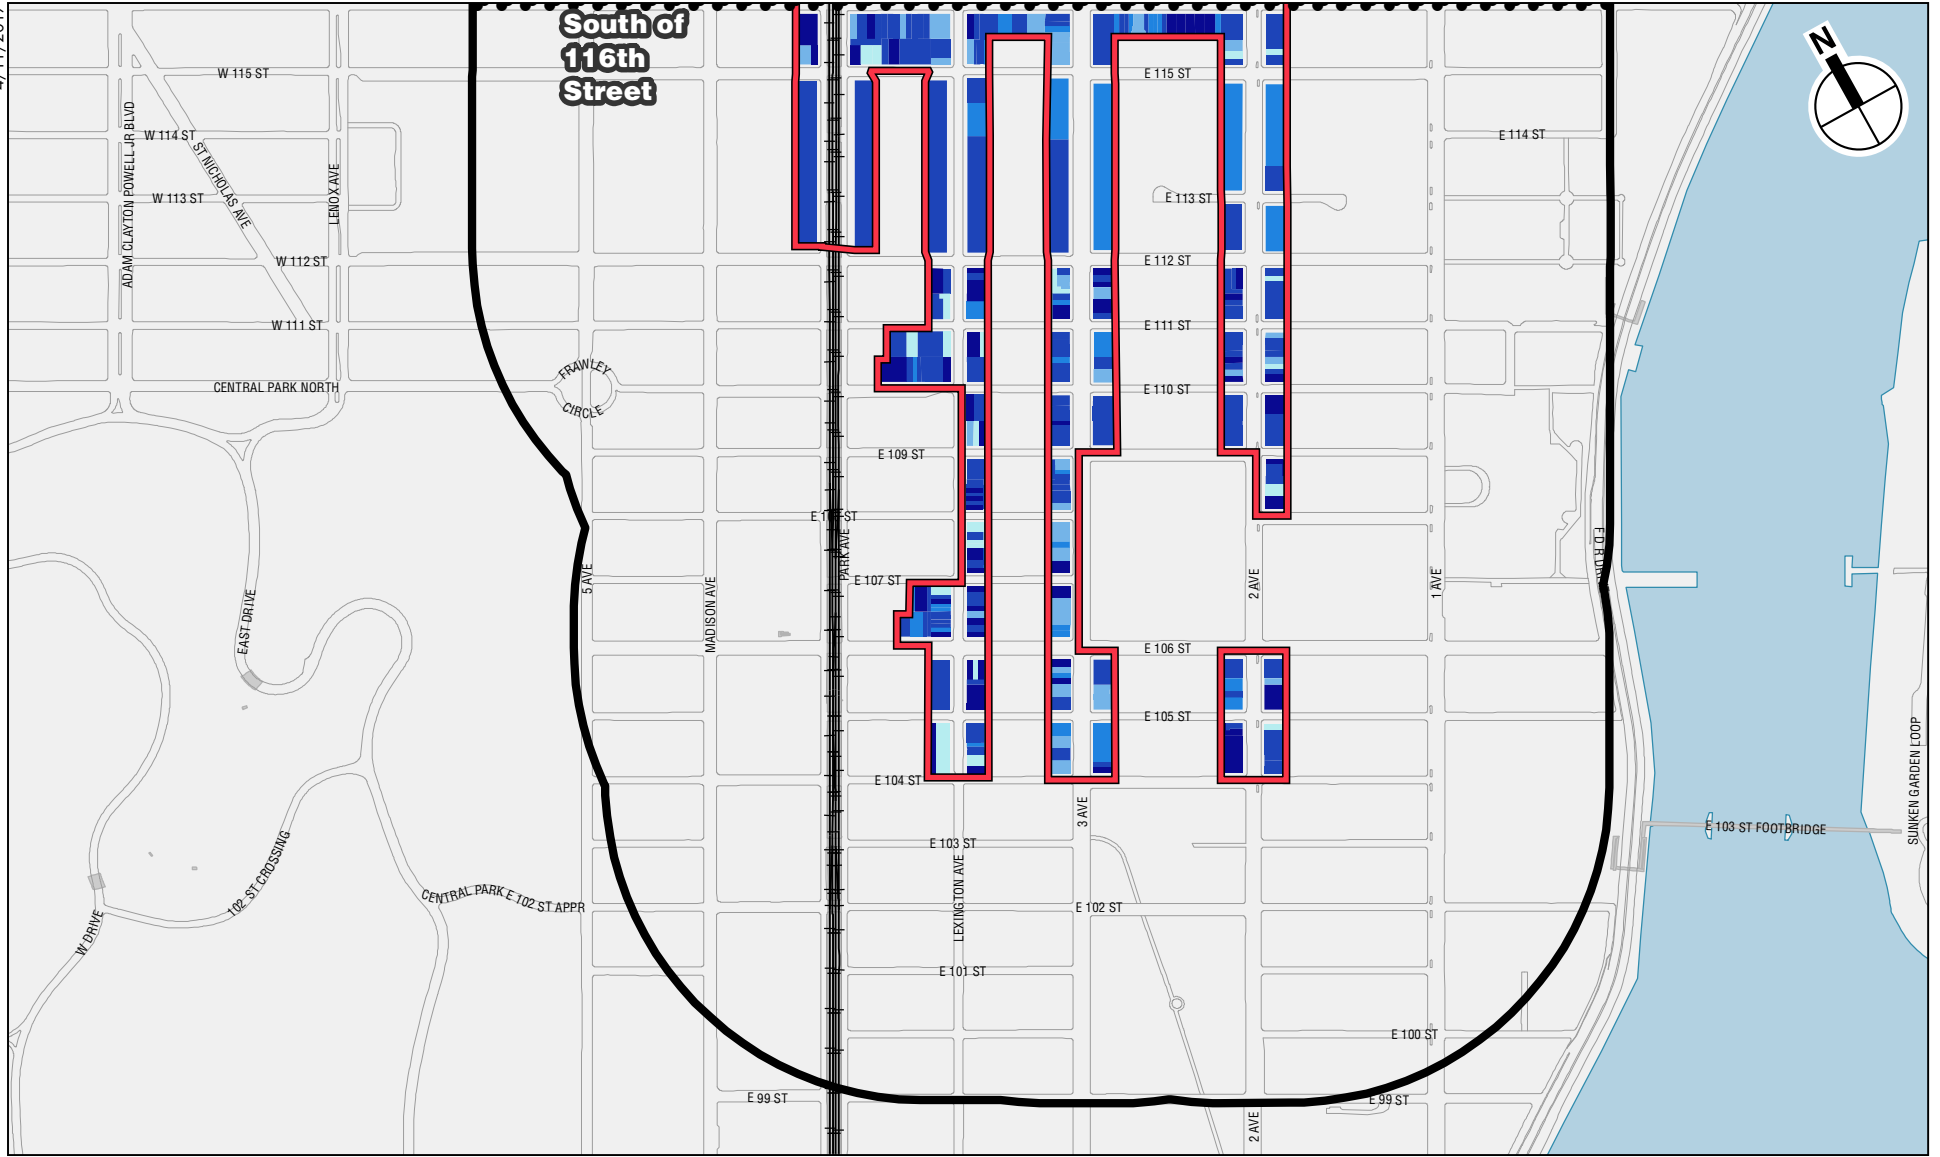 South of
116th
Street
N
W 115 ST
E 115 ST
W 114 ST
E 114 ST
ADAM CLAYTON POWELL JR BLVD
ST NICHOLAS AVE
LENOX AVE
W 113 ST
E 113 ST
W 112 ST
E 112 ST
W 111 ST
E 111 ST
FRAWLEY
CIRCLE
CENTRAL PARK NORTH
E 110 ST
E 109 ST
PARK AVE
E 107 ST
5 AVE
MADISON AVE
2 AVE
1 AVE
F D R DRIVE
EAST DRIVE
E 106 ST
E 105 ST
E 104 ST
3 AVE
SUNKEN GARDEN LOOP
E 103 ST FOOTBRIDGE
E 103 ST
LEXINGTON AVE
102 ST CROSSING
CENTRAL PARK E 102 ST APPR
E 102 ST
W DRIVE
E 101 ST
E 100 ST
E 99 ST
E 99 ST
2 AVE